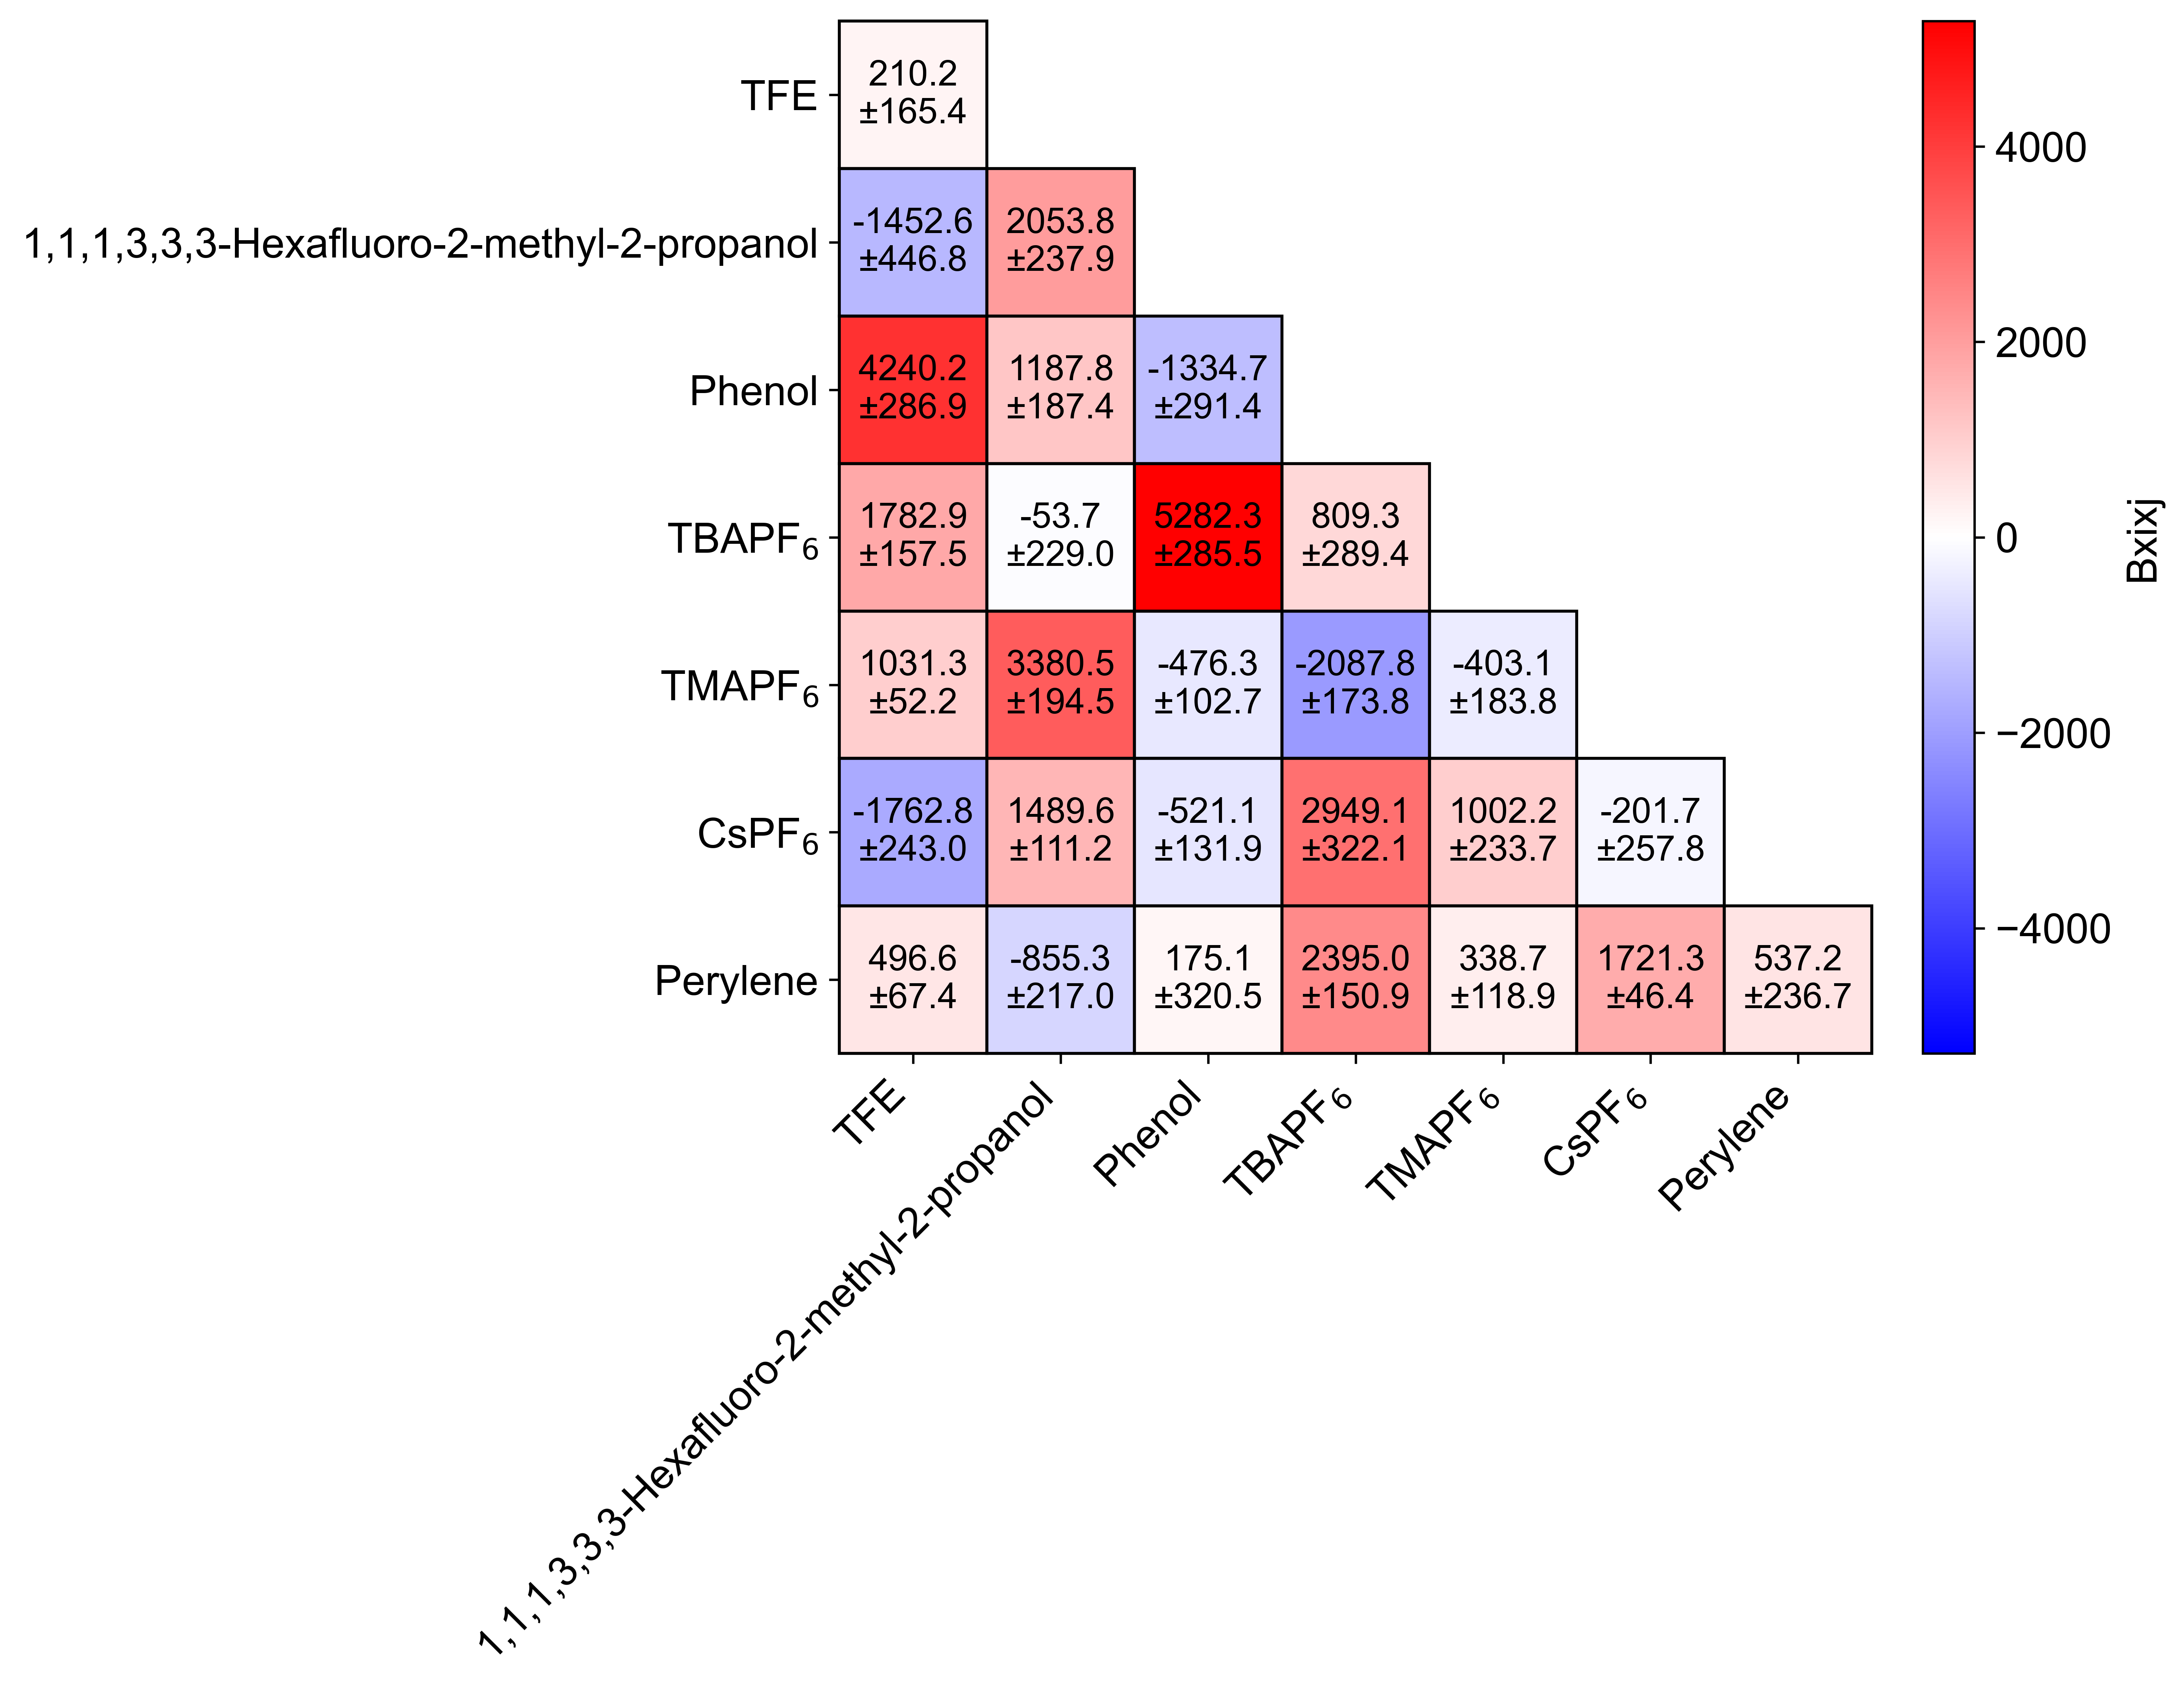 TFE
210.2
±165.4
1,1,1,3,3,3-Hexafluoro-2-methyl-2-propanol
-1452.6 2053.8
±446.8 ±237.9
Phenol
4240.2 1187.8 -1334.7
±286.9 ±187.4 ±291.4
TBAPF₆
1782.9 -53.7 5282.3 809.3
±157.5 ±229.0 ±285.5 ±289.4
TMAPF₆
1031.3 3380.5 -476.3 -2087.8 -403.1
±52.2 ±194.5 ±102.7 ±173.8 ±183.8
CsPF₆
-1762.8 1489.6 -521.1 2949.1 1002.2 -201.7
±243.0 ±111.2 ±131.9 ±322.1 ±233.7 ±257.8
Perylene
496.6 -855.3 175.1 2395.0 338.7 1721.3 537.2
±67.4 ±217.0 ±320.5 ±150.9 ±118.9 ±46.4 ±236.7
TFE
1,1,1,3,3,3-Hexafluoro-2-methyl-2-propanol
Phenol
TBAPF₆
TMAPF₆
CsPF₆
Perylene
4000
2000
0
−2000
−4000
Bxixj